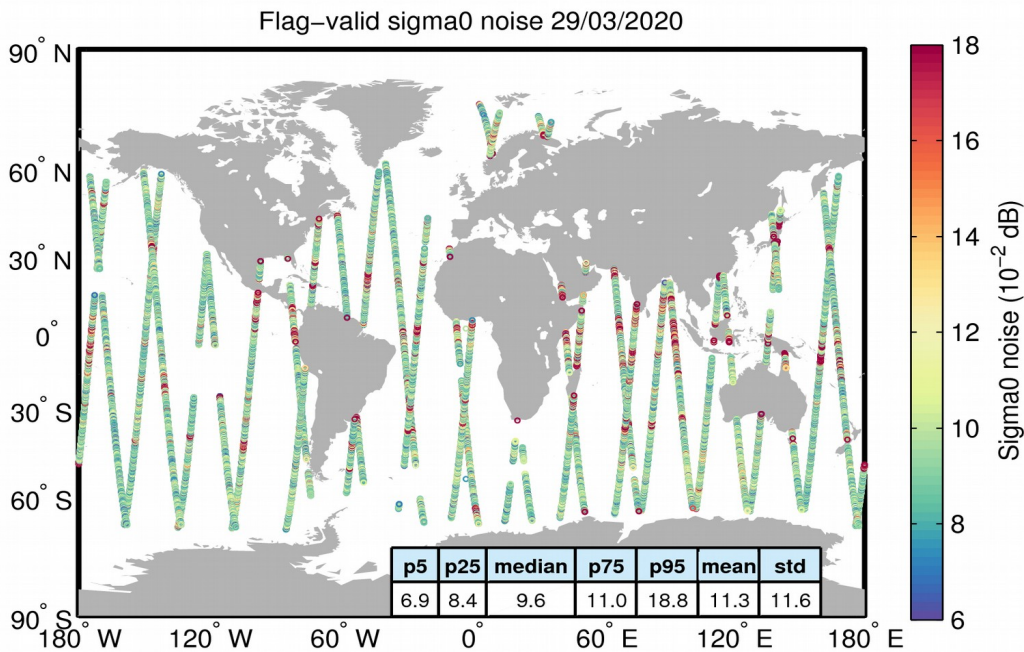 Flag−valid sigma0 noise 29/03/2020
90° N
60° N
30° N
0°
30° S
60° S
90° S
180° W
120° W
60° W
0°
60° E
120° E
180° E
p5 p25 median p75 p95 mean std
6.9 8.4 9.6 11.0 18.8 11.3 11.6
18
16
14
12
10
8
6
Sigma0 noise (10⁻² dB)